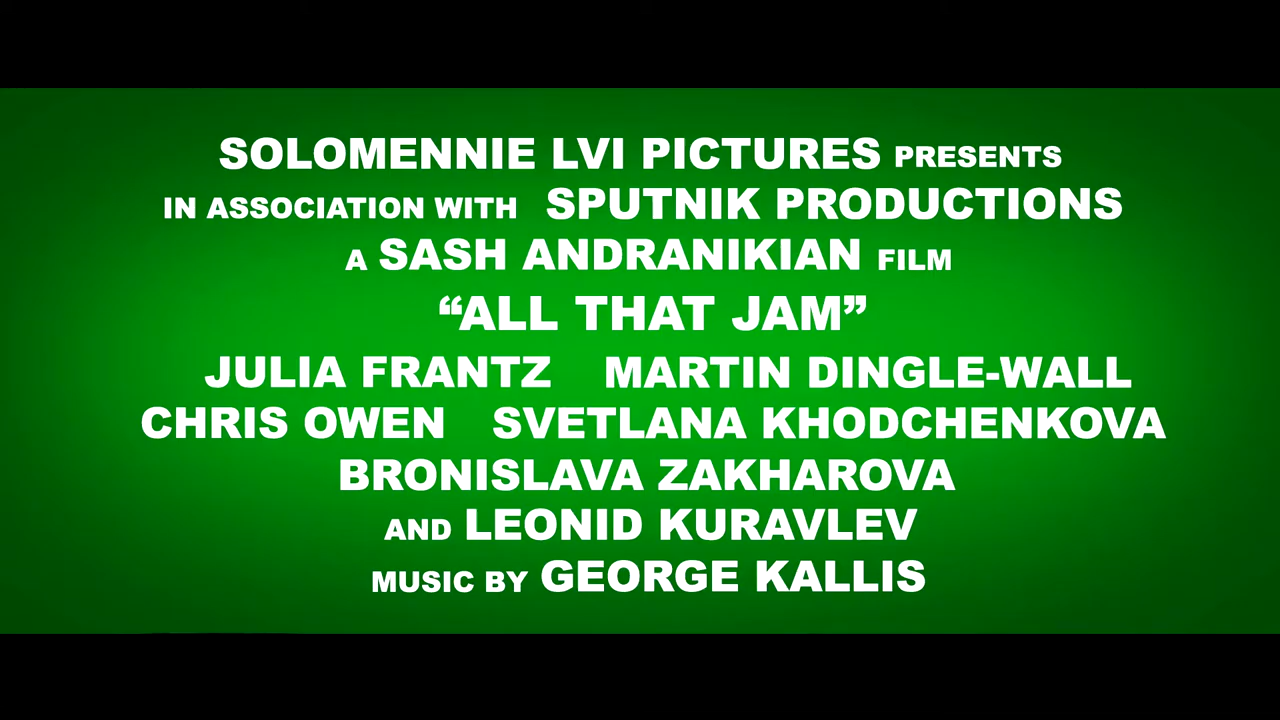 SOLOMENNIE LVI PICTURES PRESENTS
IN ASSOCIATION WITH SPUTNIK PRODUCTIONS
A SASH ANDRANIKIAN FILM
“ALL THAT JAM”
JULIA FRANTZ MARTIN DINGLE-WALL
CHRIS OWEN SVETLANA KHODCHENKOVA
BRONISLAVA ZAKHAROVA
AND LEONID KURAVLEV
MUSIC BY GEORGE KALLIS